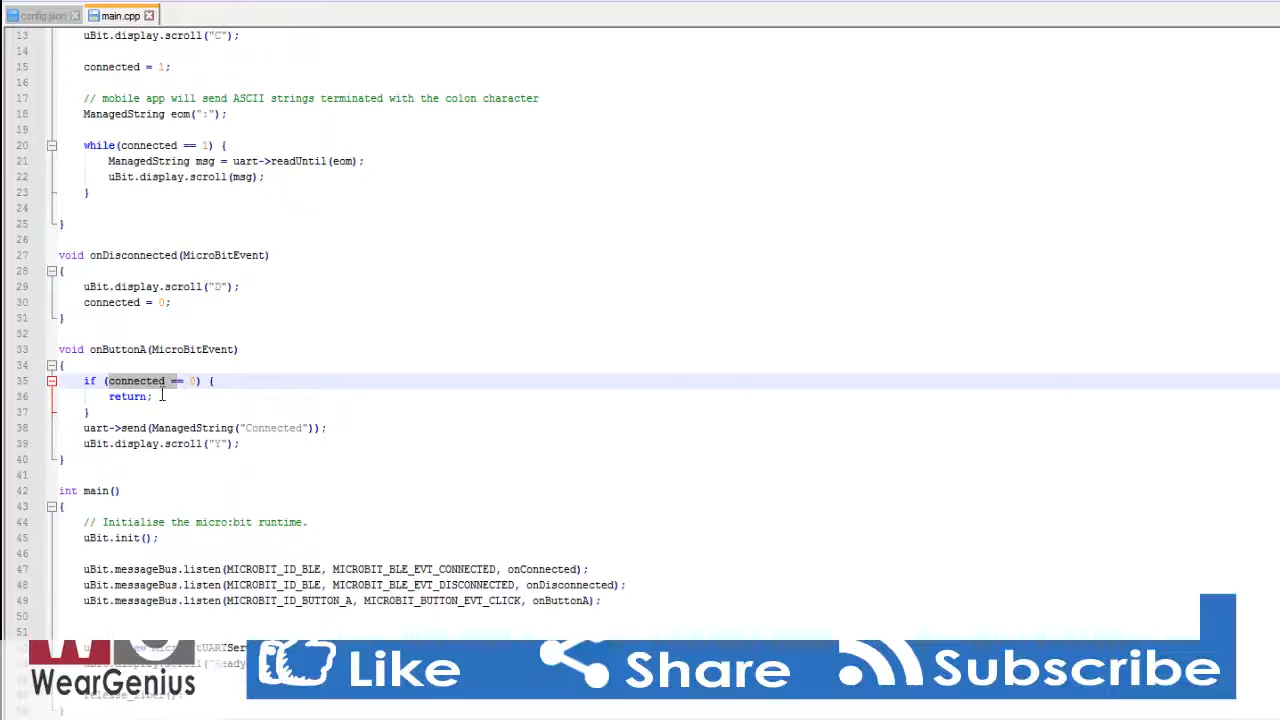 config.json
main.cpp
13 uBit.display.scroll("C");
14
15 connected = 1;
16
17 // mobile app will send ASCII strings terminated with the colon character
18 ManagedString eom(":");
19
20 while(connected == 1) {
21 ManagedString msg = uart->readUntil(eom);
22 uBit.display.scroll(msg);
23 }
24
25 }
26
27 void onDisconnected(MicroBitEvent)
28 {
29 uBit.display.scroll("D");
30 connected = 0;
31 }
32
33 void onButtonA(MicroBitEvent)
34 {
35 if (connected == 0) {
36 return;
37 }
38 uart->send(ManagedString("Connected"));
39 uBit.display.scroll("Y");
40 }
41
42 int main()
43 {
44 // Initialise the micro:bit runtime.
45 uBit.init();
46
47 uBit.messageBus.listen(MICROBIT_ID_BLE, MICROBIT_BLE_EVT_CONNECTED, onConnected);
48 uBit.messageBus.listen(MICROBIT_ID_BLE, MICROBIT_BLE_EVT_DISCONNECTED, onDisconnected);
49 uBit.messageBus.listen(MICROBIT_ID_BUTTON_A, MICROBIT_BUTTON_EVT_CLICK, onButtonA);
50
51
WearGenius
Like
Share
Subscribe